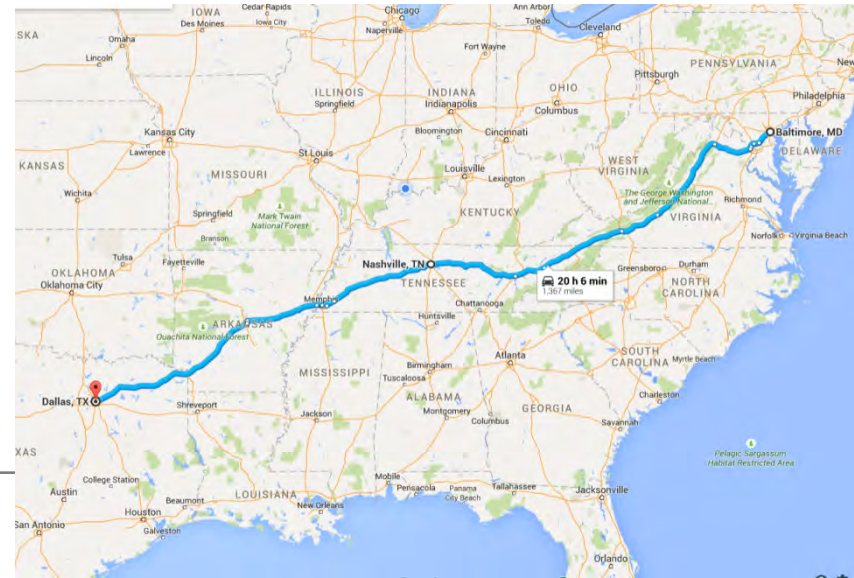 IOWA
Cedar Rapids
Iowa City
Des Moines
Chicago
Naperville
Ann Arbor
Toledo
Cleveland
SKA
Omaha
Lincoln
Fort Wayne
PENNSYLVANIA
New
Pittsburgh
Philadelphia
ILLINOIS
Springfield
INDIANA
Indianapolis
OHIO
Columbus
Baltimore, MD
DELAWARE
Kansas City
Lawrence
Bloomington
Cincinnati
St Louis
KANSAS
MISSOURI
Louisville
Lexington
WEST
VIRGINIA
The George Washington
and Jefferson National...
Richmond
VIRGINIA
Wichita
Springfield
Mark Twain
National Forest
KENTUCKY
Norfolk
Virginia Beach
Branson
Tulsa
Fayetteville
Nashville, TN
TENNESSEE
Greensboro
Durham
NORTH
CAROLINA
OKLAHOMA
Oklahoma City
20 h 6 min
1,367 miles
Memphis
Chattanooga
Huntsville
ARKANSAS
Ouachita National Forest
Atlanta
SOUTH
CAROLINA
Myrtle Beach
MISSISSIPPI
Birmingham
Tuscaloosa
ALABAMA
Charleston
Dallas, TX
Shreveport
Jackson
Montgomery
Columbus
GEORGIA
Savannah
XAS
Pelagic Sargassum
Habitat Restricted Area
College Station
Austin
Mobile
Pensacola
Panama
City Beach
Tallahassee
Jacksonville
LOUISIANA
Beaumont
Houston
New Orleans
San Antonio
Galveston
Orlando